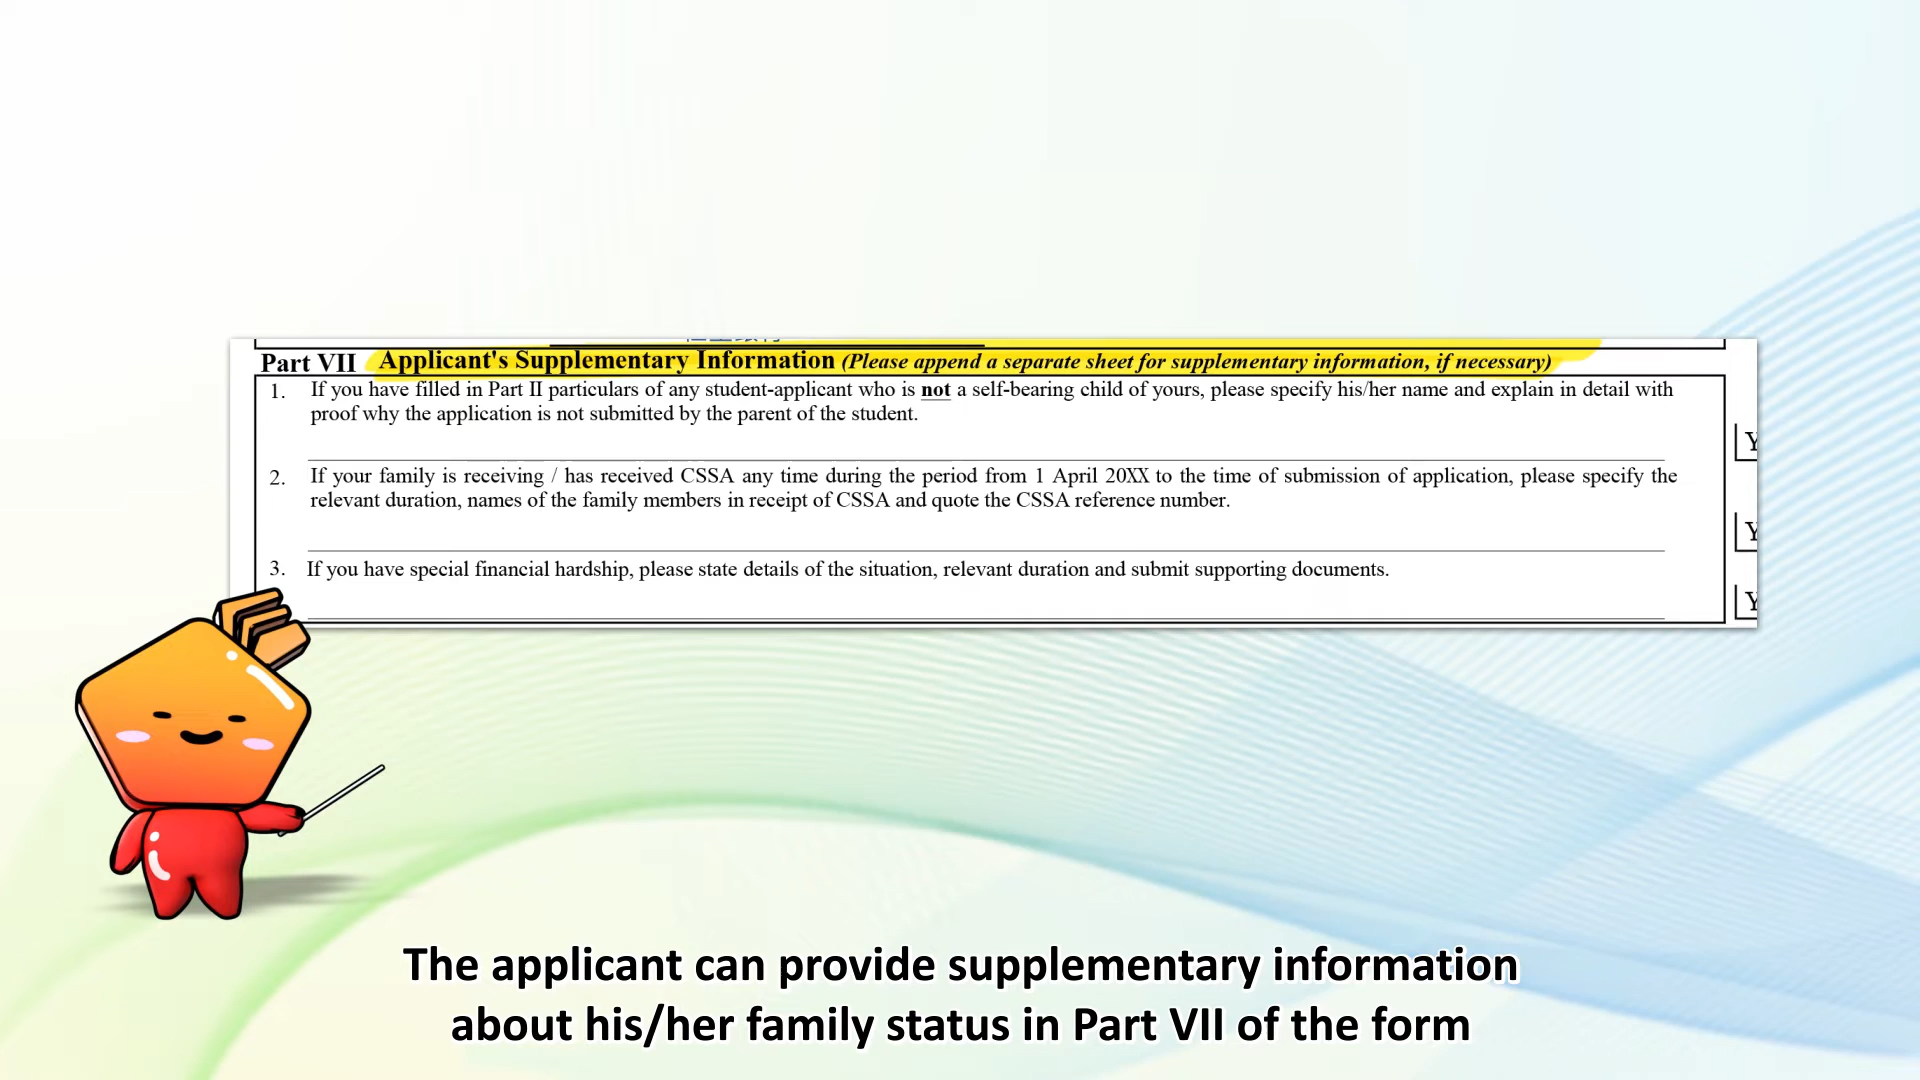 Part VII Applicant's Supplementary Information (Please append a separate sheet for supplementary information, if necessary)
1. If you have filled in Part II particulars of any student-applicant who is not a self-bearing child of yours, please specify his/her name and explain in detail with
proof why the application is not submitted by the parent of the student.
2. If your family is receiving / has received CSSA any time during the period from 1 April 20XX to the time of submission of application, please specify the
relevant duration, names of the family members in receipt of CSSA and quote the CSSA reference number.
3. If you have special financial hardship, please state details of the situation, relevant duration and submit supporting documents.
The applicant can provide supplementary information
about his/her family status in Part VII of the form